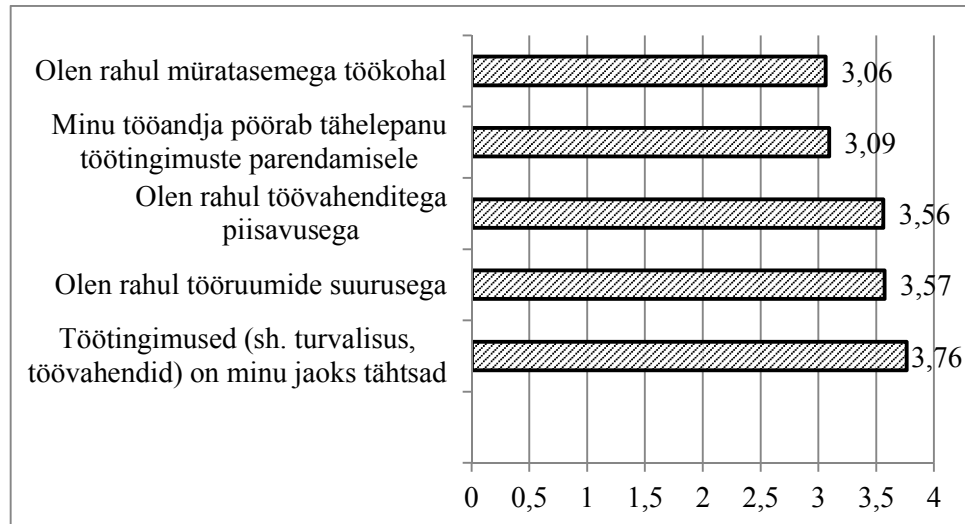 Olen rahul müratasemega töökohal
3,06
Minu tööandja pöörab tähelepanu
töötingimuste parendamisele
3,09
Olen rahul töövahenditega
piisavusega
3,56
Olen rahul tööruumide suurusega
3,57
Töötingimused (sh. turvalisus,
töövahendid) on minu jaoks tähtsad
3,76
0 0,5 1 1,5 2 2,5 3 3,5 4